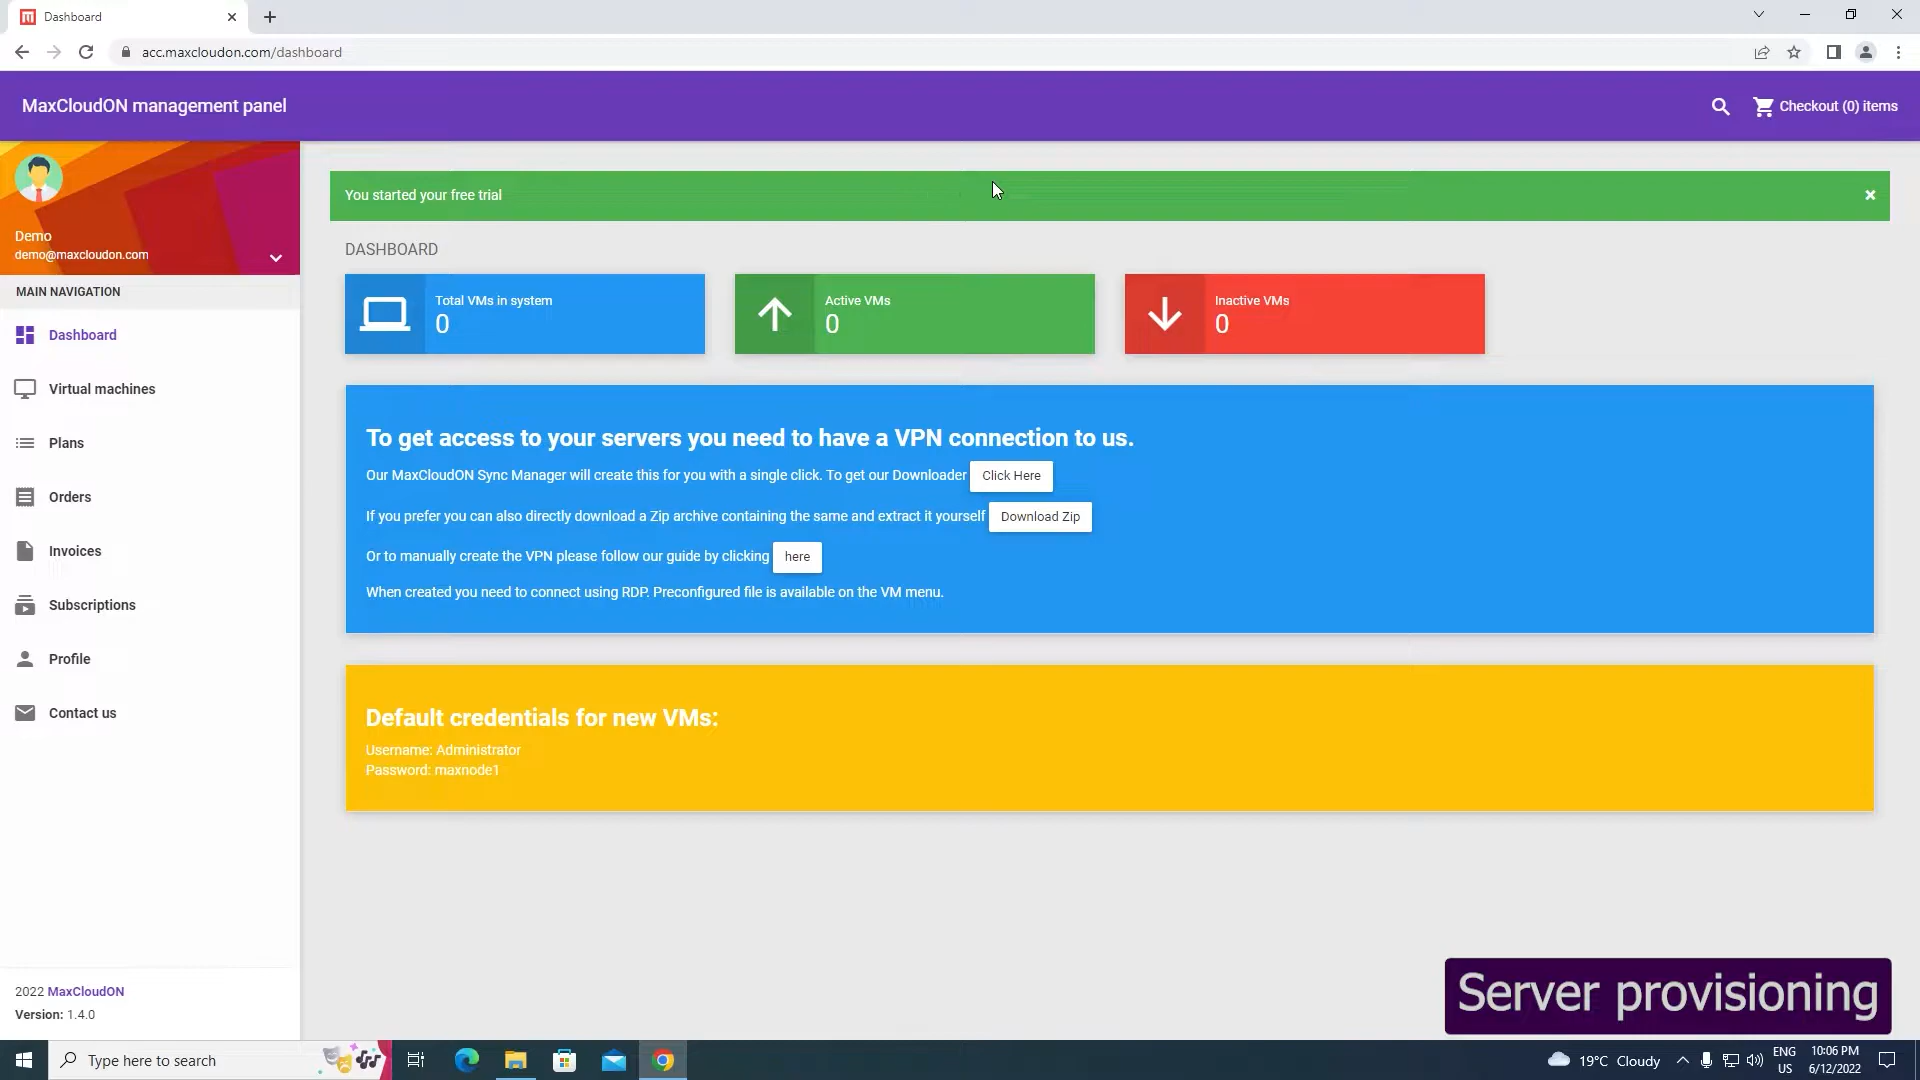 Dashboard
acc.maxcloudon.com/dashboard
MaxCloudON management panel
Checkout (0) items
You started your free trial
Demo
demo@maxcloudon.com
MAIN NAVIGATION
Dashboard
Virtual machines
Plans
Orders
Invoices
Subscriptions
Profile
Contact us
2022 MaxCloudON
Version: 1.4.0
DASHBOARD
Total VMs in system
0
Active VMs
0
Inactive VMs
0
To get access to your servers you need to have a VPN connection to us.
Our MaxCloudON Sync Manager will create this for you with a single click. To get our Downloader Click Here
If you prefer you can also directly download a Zip archive containing the same and extract it yourself Download Zip
Or to manually create the VPN please follow our guide by clicking here
When created you need to connect using RDP. Preconfigured file is available on the VM menu.
Default credentials for new VMs:
Username: Administrator
Password: maxnode1
Server provisioning
Type here to search
19°C Cloudy
ENG
US
10:06 PM
6/12/2022